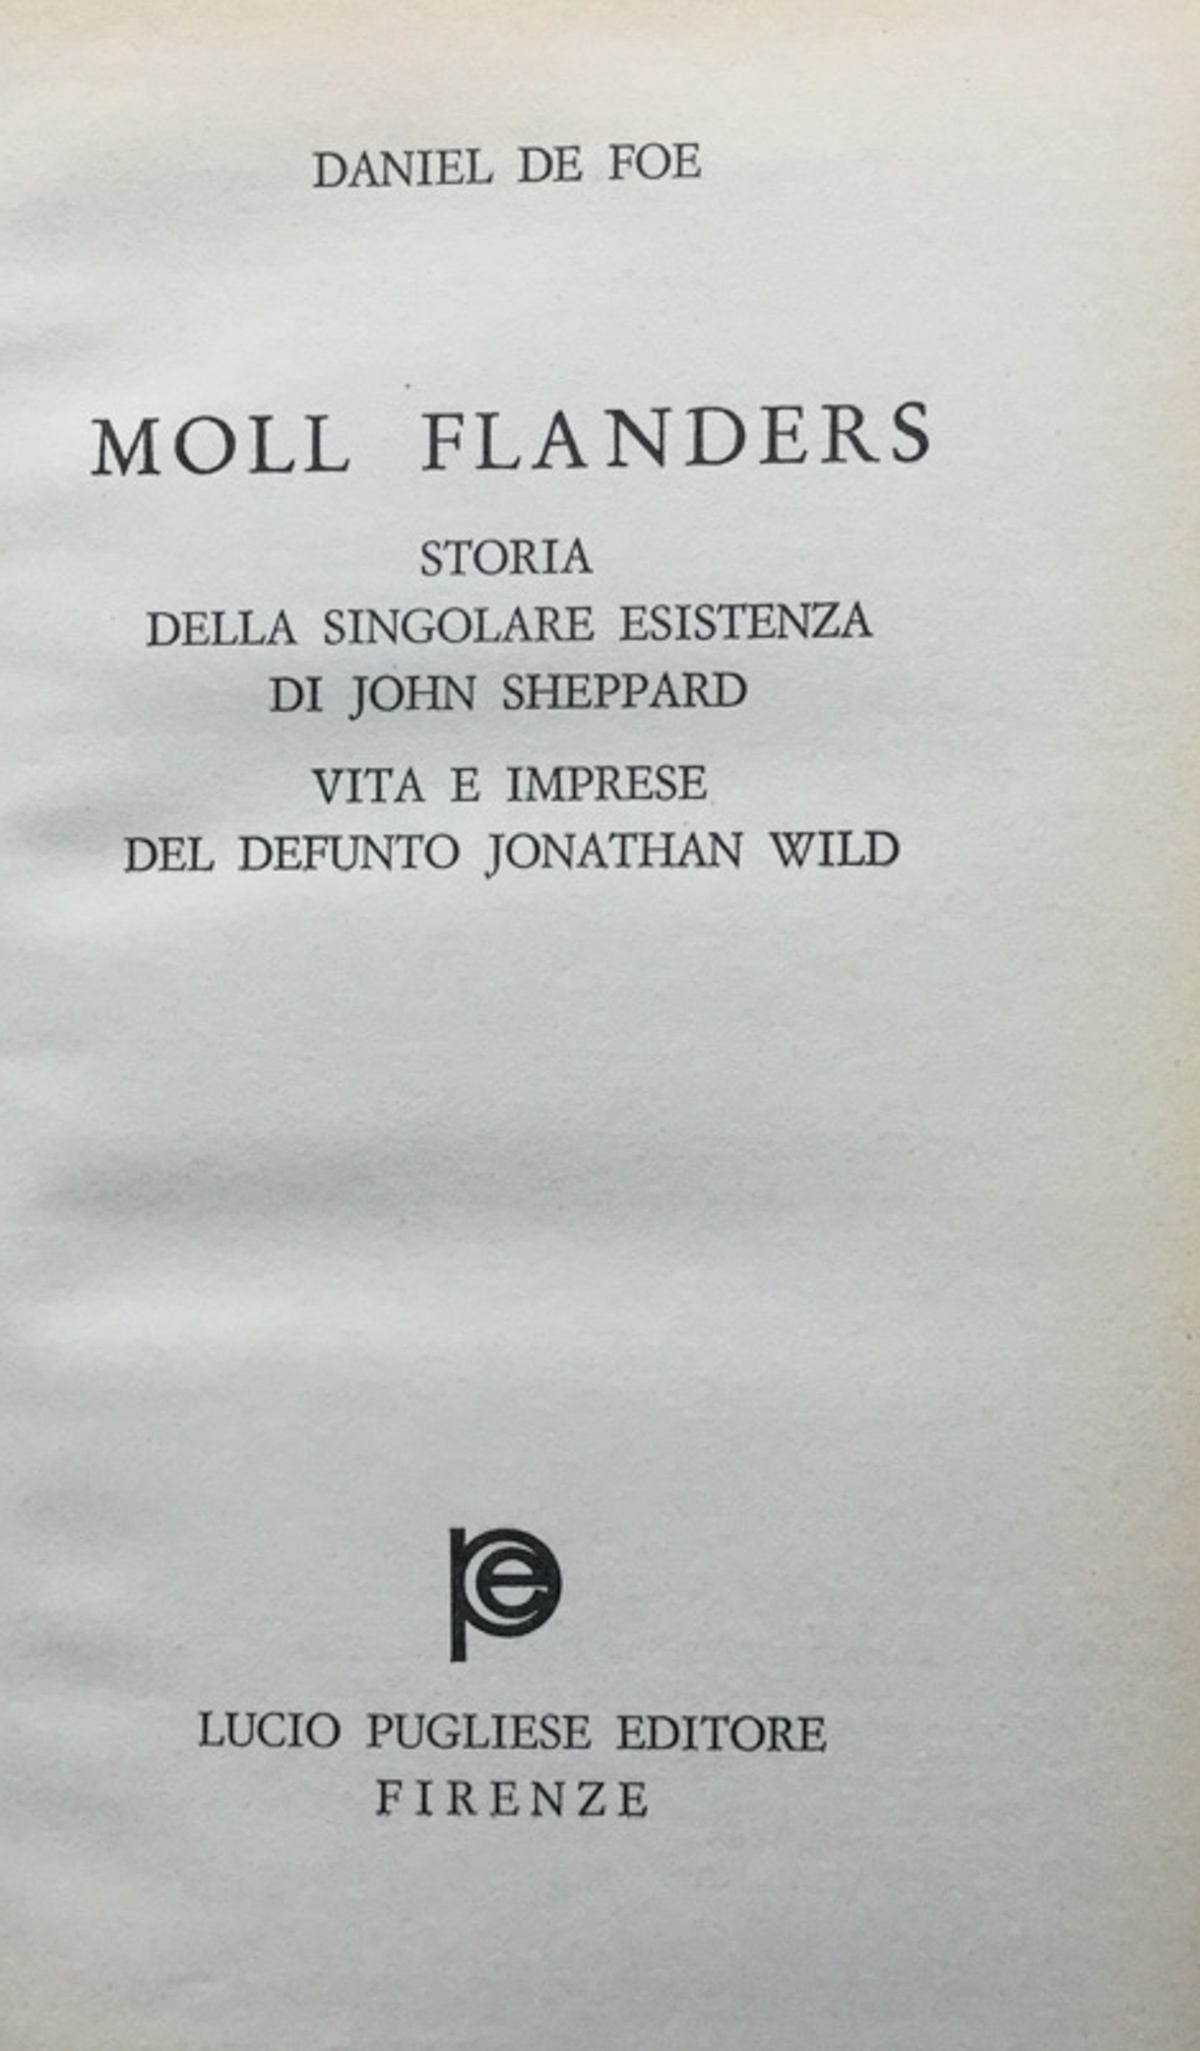 DANIEL DE FOE
MOLL FLANDERS
STORIA
DELLA SINGOLARE ESISTENZA
DI JOHN SHEPPARD
VITA E IMPRESE
DEL DEFUNTO JONATHAN WILD
pe
LUCIO PUGLIESE EDITORE
FIRENZE